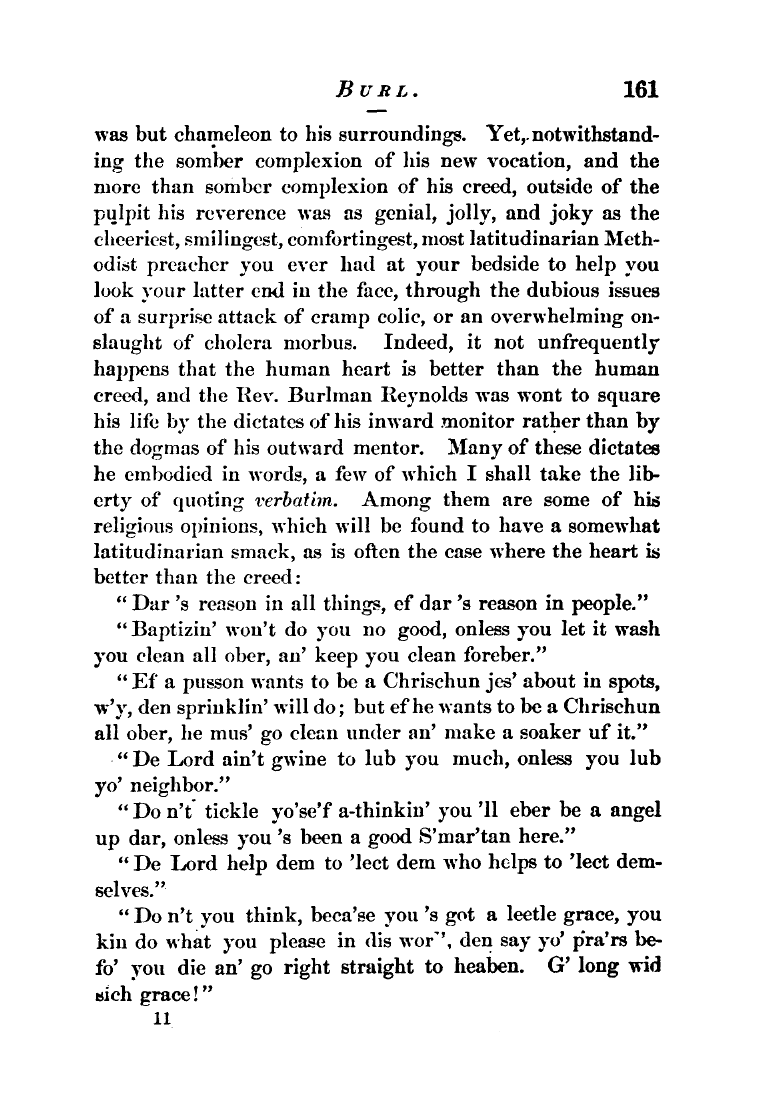 BURL. 161
was but chameleon to his surroundings. Yet, notwithstand-
ing the somber complexion of his new vocation, and the
more than somber complexion of his creed, outside of the
pulpit his reverence was as genial, jolly, and joky as the
cheeriest, smilingest, comfortingest, most latitudinarian Meth-
odist preacher you ever had at your bedside to help you
look your latter end in the face, through the dubious issues
of a surprise attack of cramp colic, or an overwhelming on-
slaught of cholera morbus. Indeed, it not unfrequently
happens that the human heart is better than the human
creed, and the Rev. Burlman Reynolds was wont to square
his life by the dictates of his inward monitor rather than by
the dogmas of his outward mentor. Many of these dictates
he embodied in words, a few of which I shall take the lib-
erty of quoting verbatim. Among them are some of his
religious opinions, which will be found to have a somewhat
latitudinarian smack, as is often the case where the heart is
better than the creed:
“Dar 's reason in all things, ef dar 's reason in people.”
“Baptizin' won't do you no good, onless you let it wash
you clean all ober, an' keep you clean foreber.”
“Ef a pusson wants to be a Chrischun jes' about in spots,
w'y, den sprinklin' will do; but ef he wants to be a Chrischun
all ober, he mus' go clean under an' make a soaker uf it.”
“De Lord ain't gwine to lub you much, onless you lub
yo' neighbor.”
“Do n't tickle yo'se'f a-thinkin' you 'll eber be a angel
up dar, onless you 's been a good S'mar'tan here.”
“De Lord help dem to 'lect dem who helps to 'lect dem-
selves.”
“Do n't you think, beca'se you 's got a leetle grace, you
kin do what you please in dis wor'', den say yo' pra'rs be-
fo' you die an' go right straight to heaben. G' long wid
sich grace!”
11